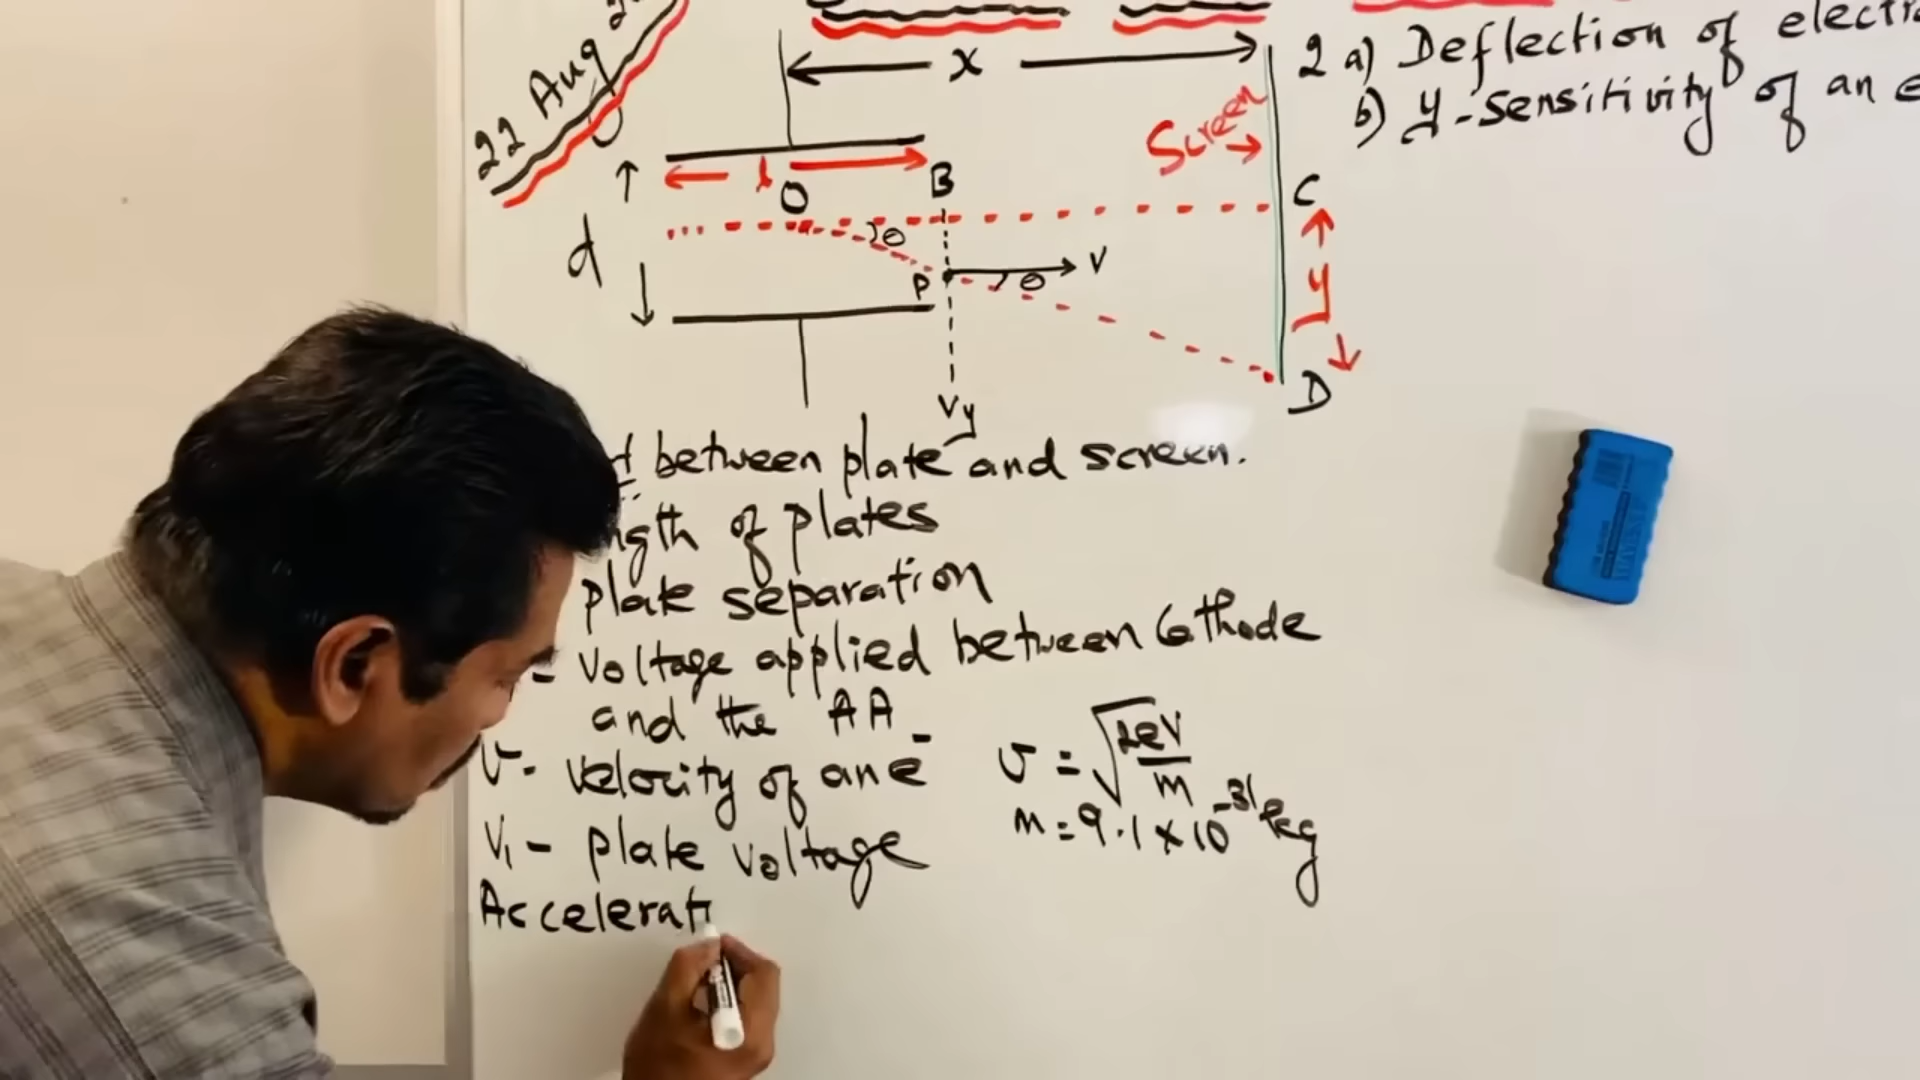 22 Aug
x
2 a) Deflection of
b) y-sensitivity of an
Screen
l
O
B
C
d
θ
V
P
θ
y
D
Vy
between plate and screen.
of plates
plate separation
- Voltage applied between Cathode
and the AA
v - velocity of an e-
v = √2eV/m
m = 9.1 × 10-31 kg
V1 - plate voltage
Accelerati